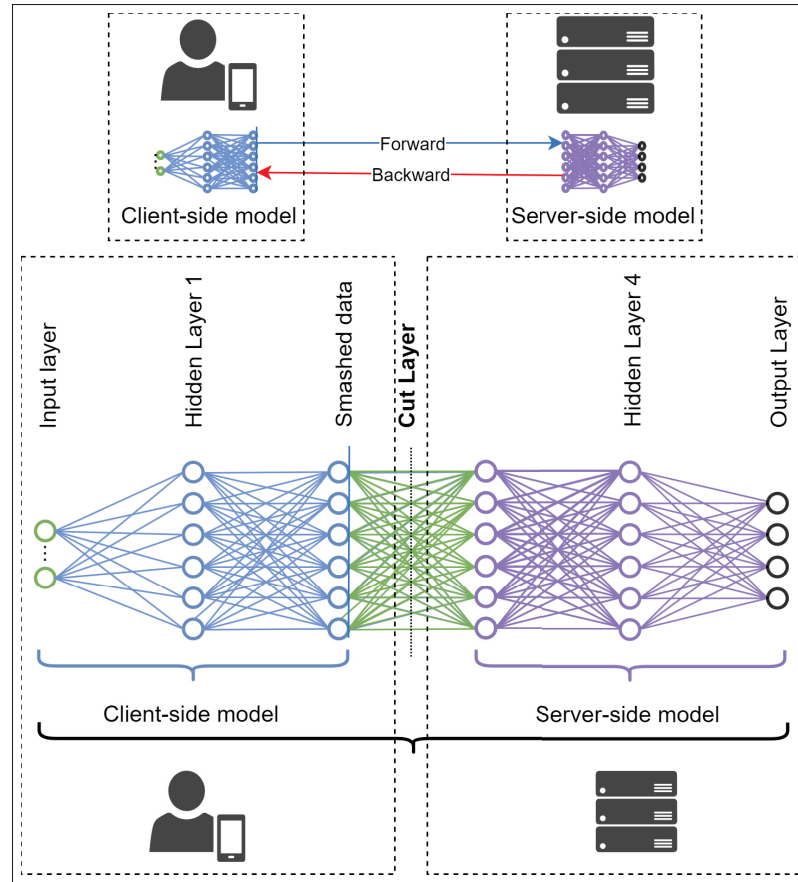 Forward
Backward
Client-side model
Server-side model
Input layer
Hidden Layer 1
Smashed data
Cut Layer
Hidden Layer 4
Output Layer
Client-side model
Server-side model